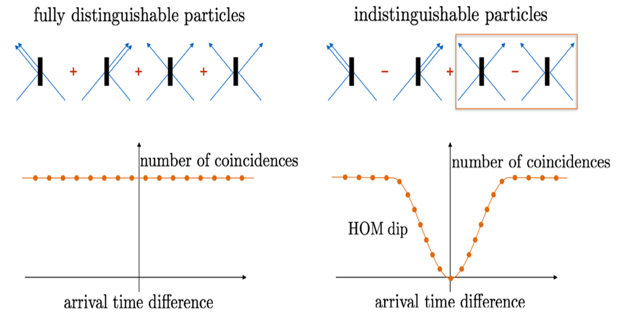 fully distinguishable particles
indistinguishable particles
+ + +
− + −
number of coincidences
number of coincidences
HOM dip
arrival time difference
arrival time difference